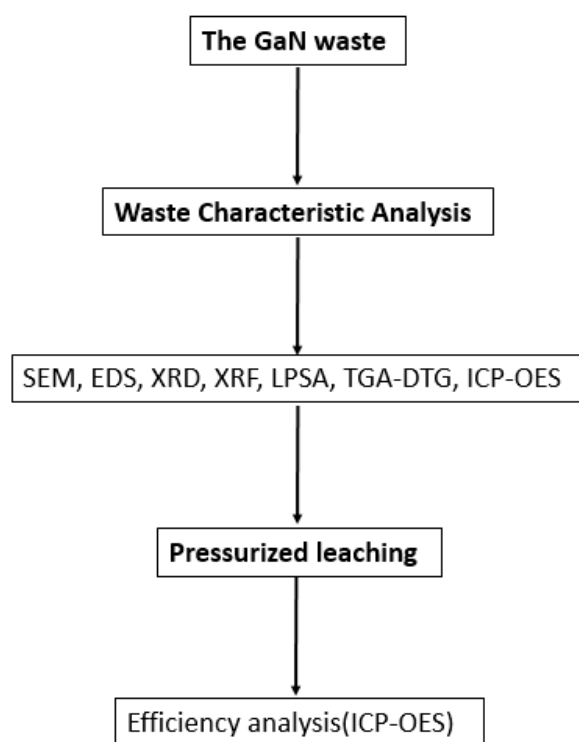 The GaN waste
Waste Characteristic Analysis
SEM, EDS, XRD, XRF, LPSA, TGA-DTG, ICP-OES
Pressurized leaching
Efficiency analysis(ICP-OES)